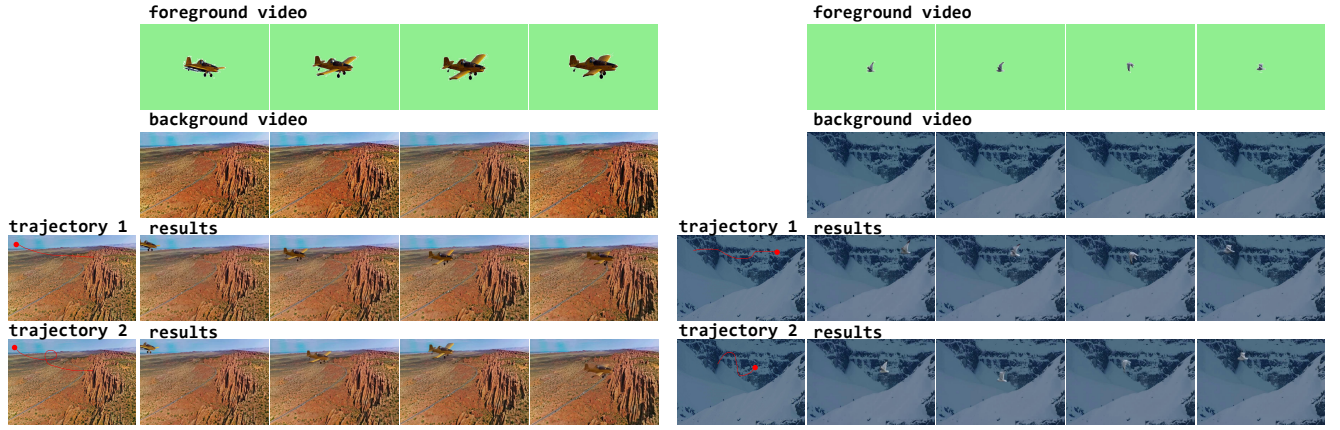 foreground video
background video
trajectory 1 results
trajectory 2 results
foreground video
background video
trajectory 1 results
trajectory 2 results